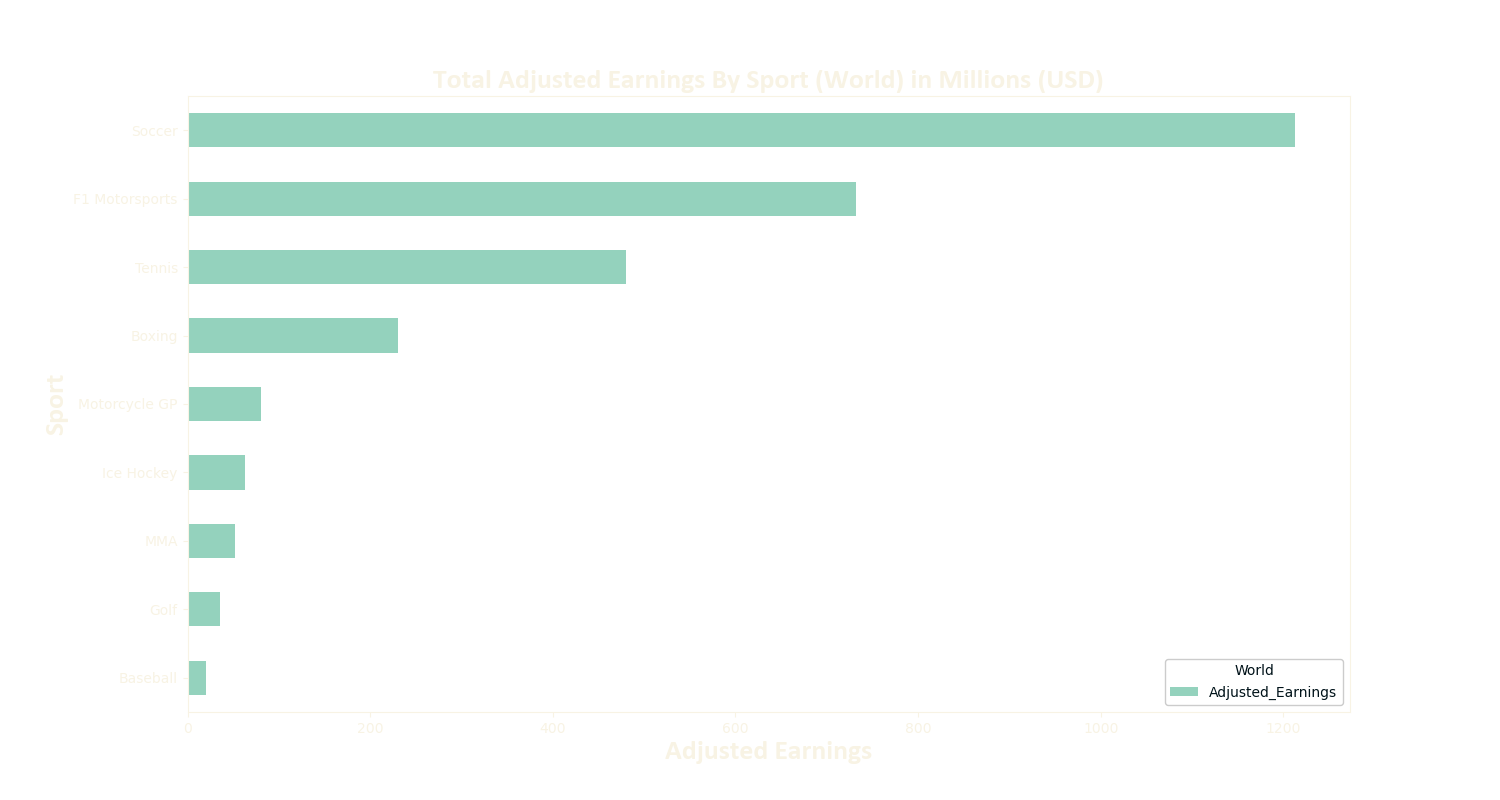 Total Adjusted Earnings By Sport (World) in Millions (USD)
Soccer
F1 Motorsports
Tennis
Boxing
Motorcycle GP
Ice Hockey
MMA
Golf
Baseball
Sport
0 200 400 600 800 1000 1200
Adjusted Earnings
World
Adjusted_Earnings